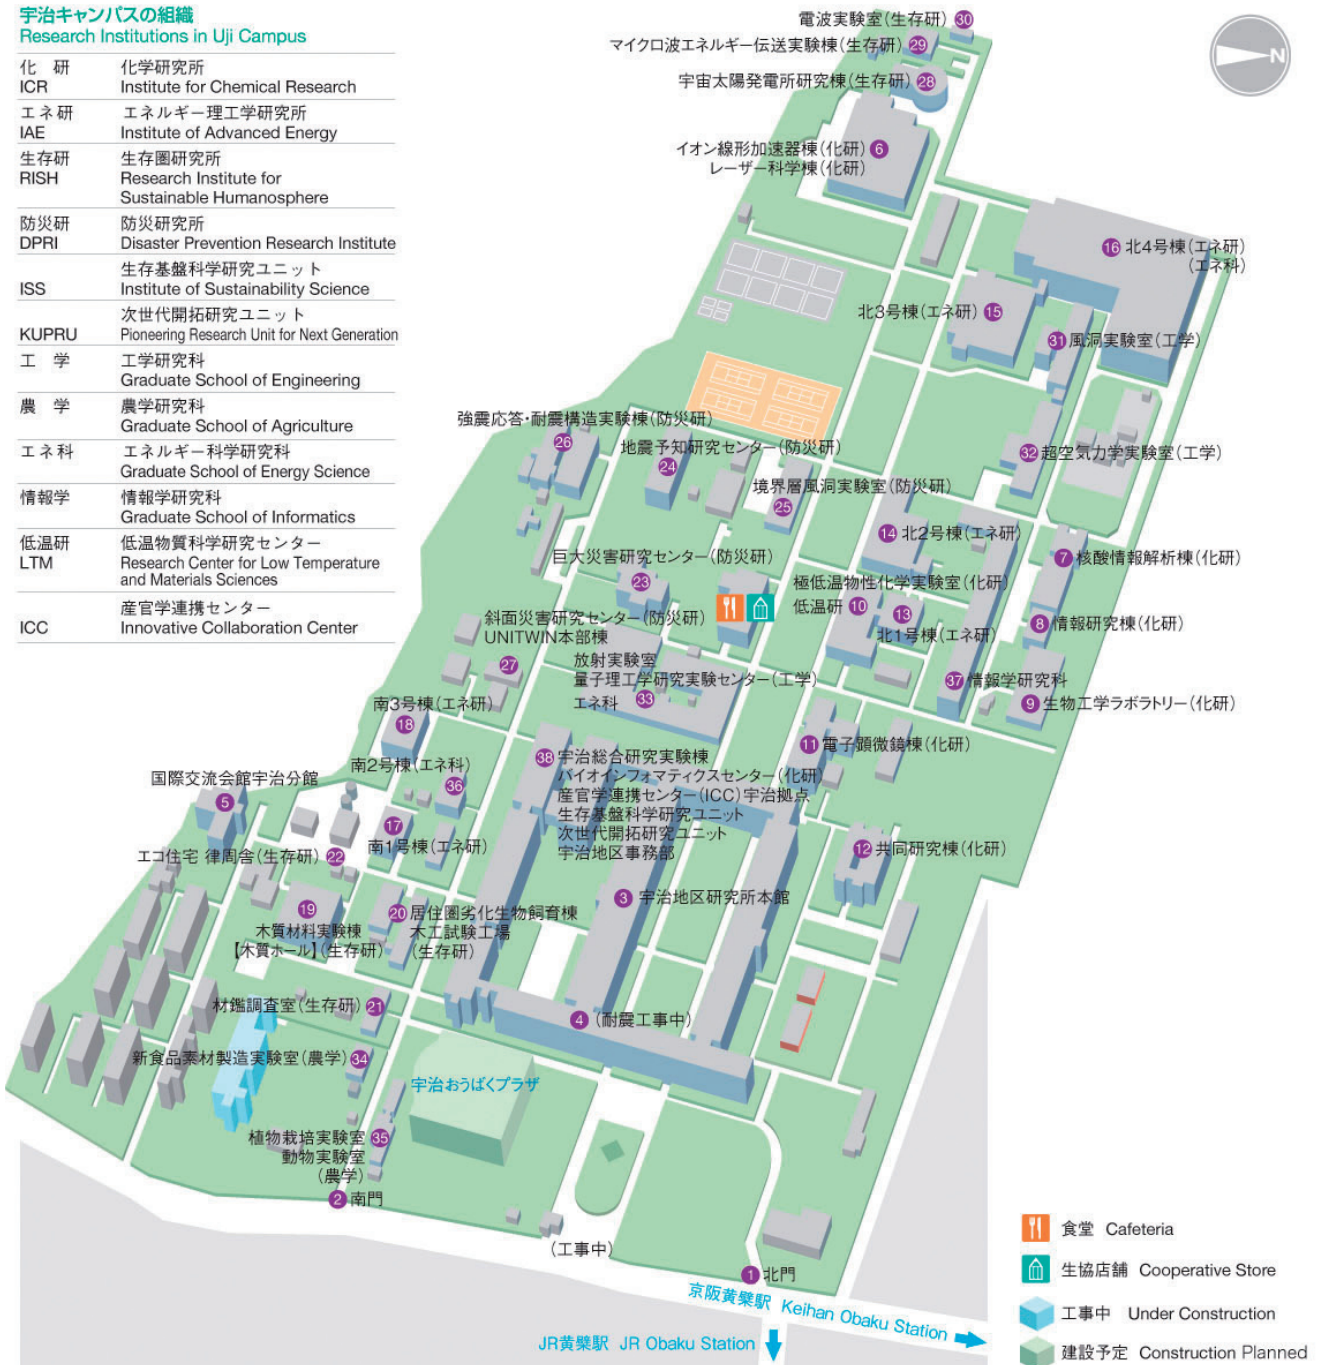 宇治キャンパスの組織
Research Institutions in Uji Campus
化 研 化学研究所
ICR Institute for Chemical Research
エネ研 エネルギー理工学研究所
IAE Institute of Advanced Energy
生存研 生存圏研究所
RISH Research Institute for
Sustainable Humanosphere
防災研 防災研究所
DPRI Disaster Prevention Research Institute
生存基盤科学研究ユニット
ISS Institute of Sustainability Science
次世代開拓研究ユニット
KUPRU Pioneering Research Unit for Next Generation
工 学 工学研究科
Graduate School of Engineering
農 学 農学研究科
Graduate School of Agriculture
エネ科 エネルギー科学研究科
Graduate School of Energy Science
情報学 情報学研究科
Graduate School of Informatics
低温研 低温物質科学研究センター
LTM Research Center for Low Temperature
and Materials Sciences
産官学連携センター
ICC Innovative Collaboration Center
N
電波実験室(生存研) 30
マイクロ波エネルギー伝送実験棟(生存研) 29
宇宙太陽発電所研究棟(生存研) 28
イオン線形加速器棟(化研) 6
レーザー科学棟(化研)
16 北4号棟(エネ研)
(エネ科)
北3号棟(エネ研) 15
31 風洞実験室(工学)
強震応答・耐震構造実験棟(防災研)
26
地震予知研究センター(防災研)
24
32 超空気力学実験室(工学)
境界層風洞実験室(防災研)
25
14 北2号棟(エネ研)
7 核酸情報解析棟(化研)
巨大災害研究センター(防災研)
23
極低温物性化学実験室(化研)
低温研 10
13
北1号棟(エネ研)
8 情報研究棟(化研)
斜面災害研究センター(防災研)
UNITWIN本部棟
27
放射実験室
量子理工学研究実験センター(工学)
エネ科 33
37 情報学研究科
9 生物工学ラボラトリー(化研)
南3号棟(エネ研)
18
11 電子顕微鏡棟(化研)
南2号棟(エネ科)
36
38 宇治総合研究実験棟
バイオインフォマティクスセンター(化研)
産官学連携センター(ICC)宇治拠点
生存基盤科学研究ユニット
次世代開拓研究ユニット
宇治地区事務部
国際交流会館宇治分館
5
17
南1号棟(エネ研)
エコ住宅 律周舎(生存研) 22
12 共同研究棟(化研)
3 宇治地区研究所本館
19
木質材料実験棟
【木質ホール】(生存研)
20 居住圏劣化生物飼育棟
木工試験工場
(生存研)
材鑑調査室(生存研) 21
4 (耐震工事中)
新食品素材製造実験室(農学) 34
宇治おうばくプラザ
植物栽培実験室 35
動物実験室
(農学)
2 南門
(工事中)
1 北門
京阪黄檗駅 Keihan Obaku Station
JR黄檗駅 JR Obaku Station
食堂 Cafeteria
生協店舗 Cooperative Store
工事中 Under Construction
建設予定 Construction Planned